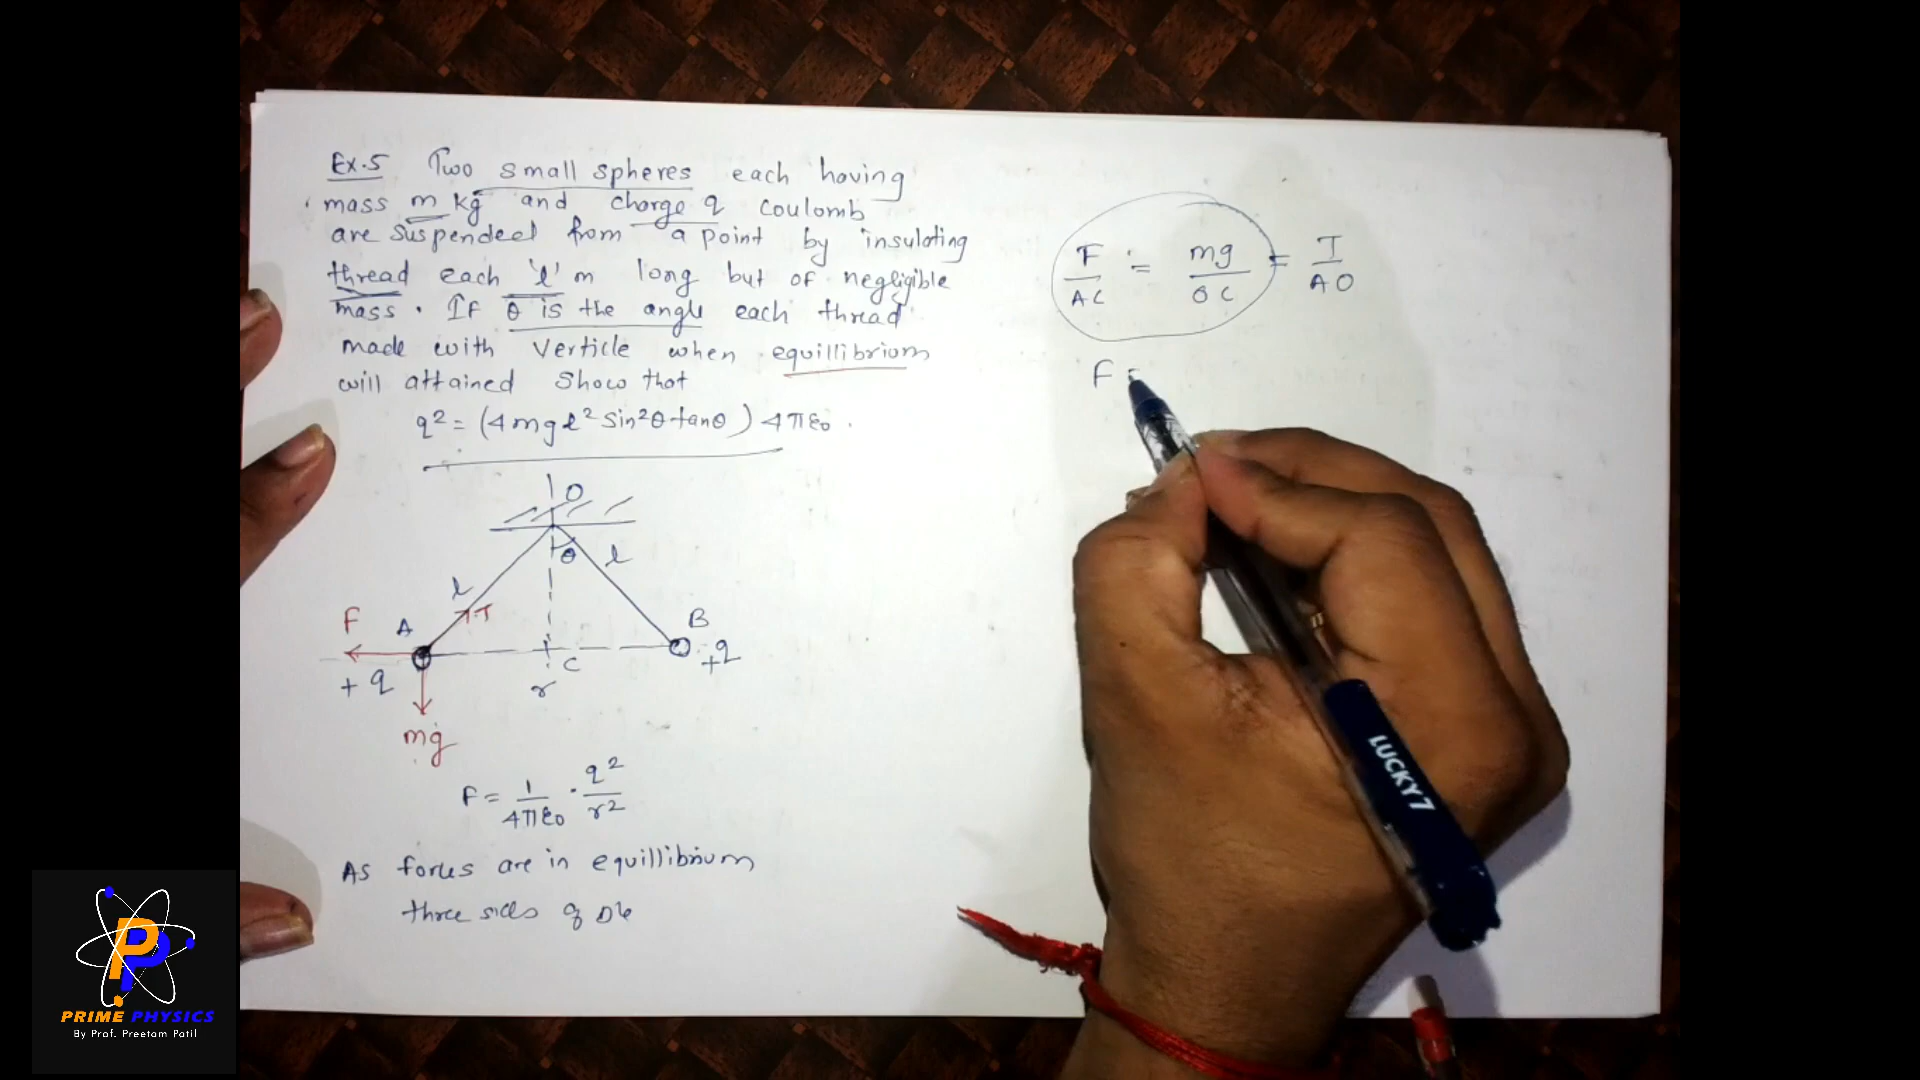 Ex.5 Two small spheres each having
mass m kg and charge q coulomb
are suspended from a point by insulating
thread each 'l' m long but of negligible
mass. If θ is the angle each thread
made with verticle when equillibrium
will attained show that
q² = (4mgl² sin²θ tanθ) 4πε₀.
O
θ
l
l
T
F
A
B
+q
+q
C
r
mg
F = 1/4πε₀ · q²/r²
As forces are in equillibrium
three sides of
F/AC = mg/OC = T/AO
F =
LUCKY7
PP
PRIME PHYSICS
By Prof. Preetam Patil